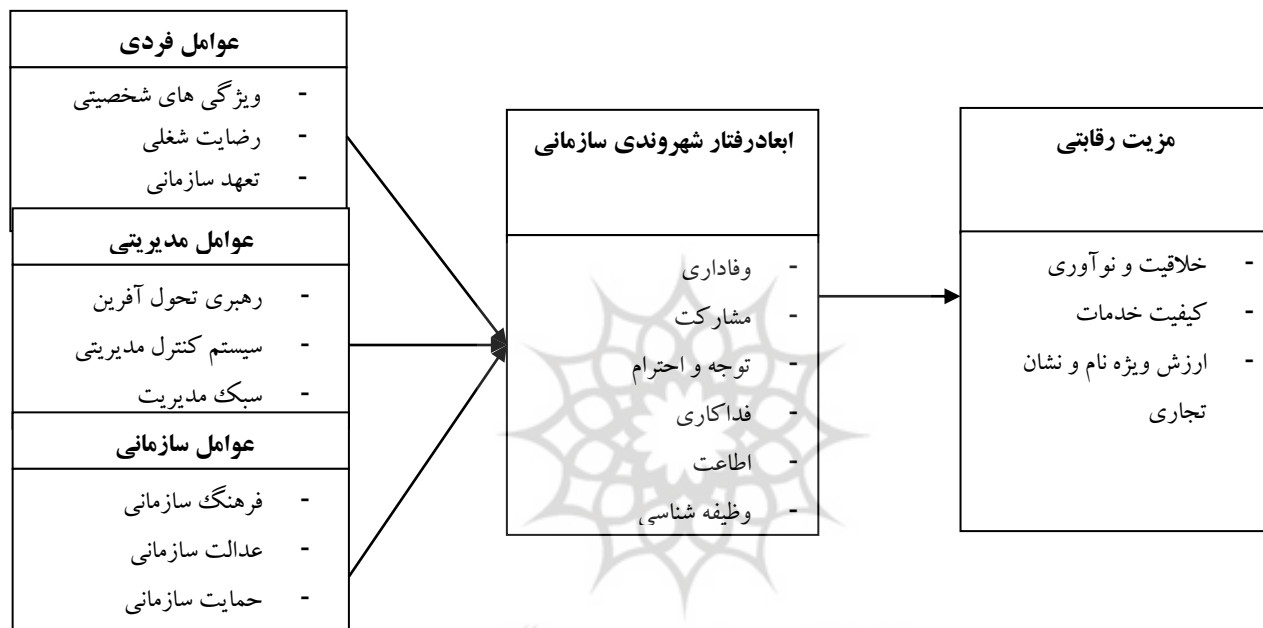 عوامل فردی
- ویژگی های شخصیتی
- رضایت شغلی
- تعهد سازمانی
عوامل مدیریتی
- رهبری تحول آفرین
- سیستم کنترل مدیریتی
- سبک مدیریت
عوامل سازمانی
- فرهنگ سازمانی
- عدالت سازمانی
- حمایت سازمانی
ابعادرفتار شهروندی سازمانی
- وفاداری
- مشارکت
- توجه و احترام
- فداکاری
- اطاعت
- وظیفه شناسی
مزیت رقابتی
- خلاقیت و نوآوری
- کیفیت خدمات
- ارزش ویژه نام و نشان
تجاری